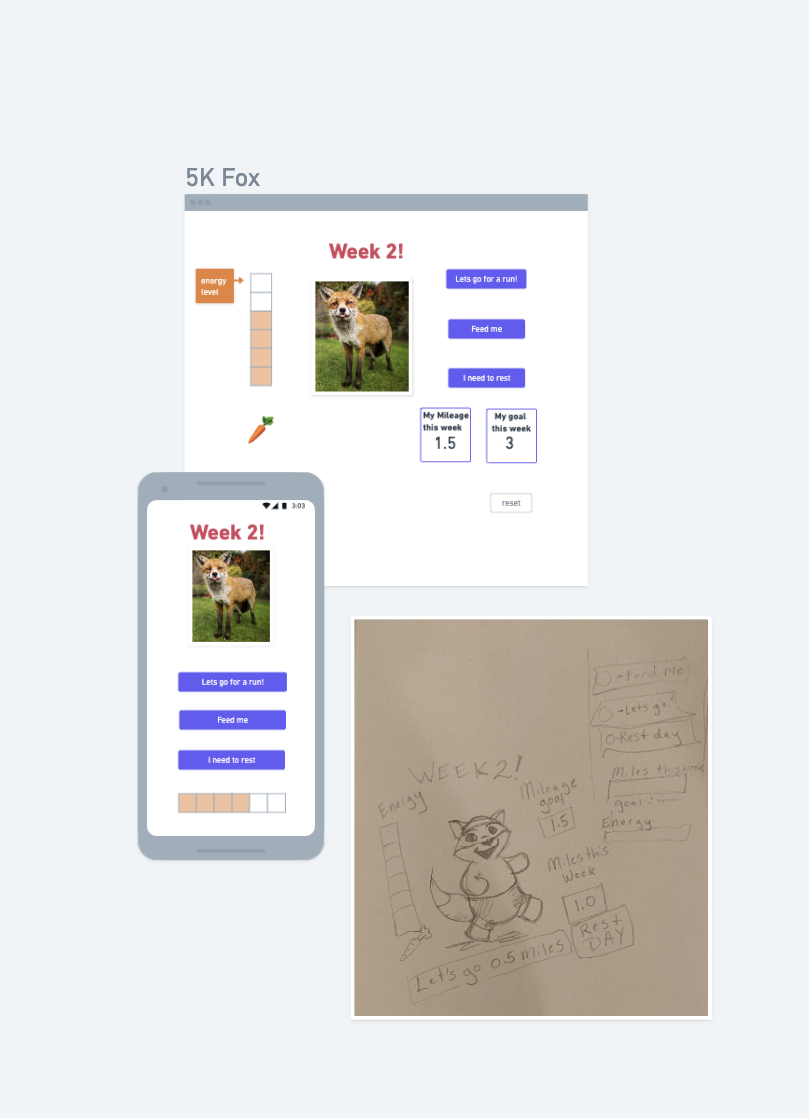 5K Fox
Week 2!
energy
level
Lets go for a run!
Feed me
I need to rest
My Mileage
this week
1.5
My goal
this week
3
reset
3:03
Week 2!
Lets go for a run!
Feed me
I need to rest
O-Feed me
O-Lets go!
O-Rest day
Miles this
goal:
Energy
WEEK 2!
Energy
Mileage
goal
1.5
Miles this
Week
1.0
Rest
DAY
Let's go 0.5 miles